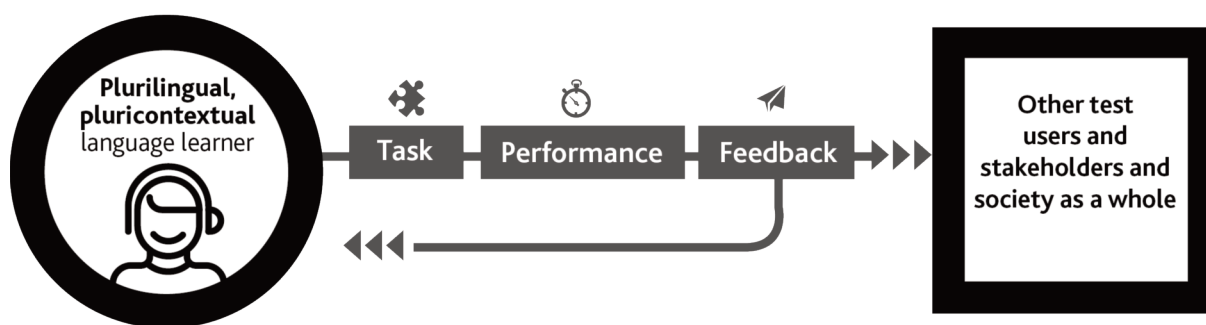 Plurilingual,
pluricontextual
language learner
Task
Performance
Feedback
Other test
users and
stakeholders and
society as a whole